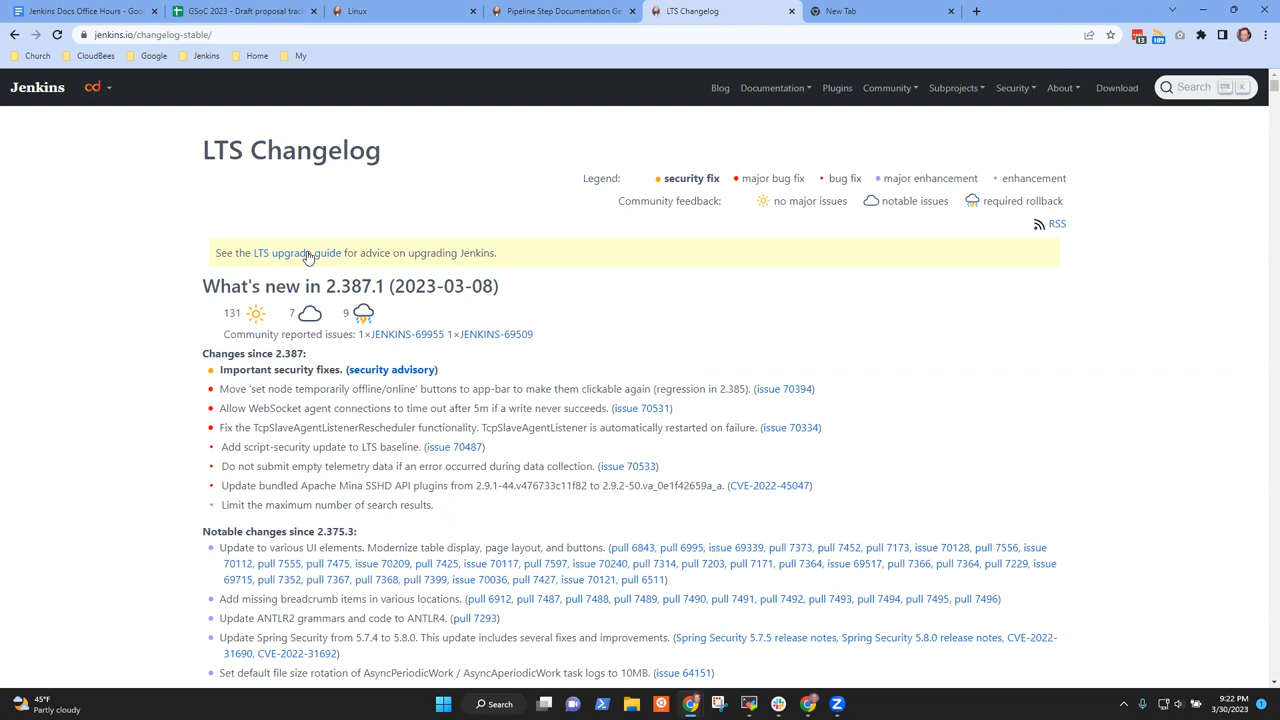 Jenkins Docs Office Hours - G
GSoC 2023 - proposal track
Linux
Pipeline Step Documentation Ge
LTS Changelog
New Tab
jenkins.io/changelog-stable/
13
109
Church
CloudBees
Google
Jenkins
Home
My
Jenkins
cd
Blog
Documentation
Plugins
Community
Subprojects
Security
About
Download
Search
K
LTS Changelog
Legend: security fix major bug fix bug fix major enhancement enhancement
Community feedback: no major issues notable issues required rollback
RSS
See the LTS upgrade guide for advice on upgrading Jenkins.
What's new in 2.387.1 (2023-03-08)
131 7 9
Community reported issues: 1×JENKINS-69955 1×JENKINS-69509
Changes since 2.387:
Important security fixes. (security advisory)
Move 'set node temporarily offline/online' buttons to app-bar to make them clickable again (regression in 2.385). (issue 70394)
Allow WebSocket agent connections to time out after 5m if a write never succeeds. (issue 70531)
Fix the TcpSlaveAgentListenerRescheduler functionality. TcpSlaveAgentListener is automatically restarted on failure. (issue 70334)
Add script-security update to LTS baseline. (issue 70487)
Do not submit empty telemetry data if an error occurred during data collection. (issue 70533)
Update bundled Apache Mina SSHD API plugins from 2.9.1-44.v476733c11f82 to 2.9.2-50.va_0e1f42659a_a. (CVE-2022-45047)
Limit the maximum number of search results.
Notable changes since 2.375.3:
Update to various UI elements. Modernize table display, page layout, and buttons. (pull 6843, pull 6995, issue 69339, pull 7373, pull 7452, pull 7173, issue 70128, pull 7556, issue
70112, pull 7555, pull 7475, issue 70209, pull 7425, issue 70117, pull 7597, issue 70240, pull 7314, pull 7203, pull 7171, pull 7364, issue 69517, pull 7366, pull 7364, pull 7229, issue
69715, pull 7352, pull 7367, pull 7368, pull 7399, issue 70036, pull 7427, issue 70121, pull 6511)
Add missing breadcrumb items in various locations. (pull 6912, pull 7487, pull 7488, pull 7489, pull 7490, pull 7491, pull 7492, pull 7493, pull 7494, pull 7495, pull 7496)
Update ANTLR2 grammars and code to ANTLR4. (pull 7293)
Update Spring Security from 5.7.4 to 5.8.0. This update includes several fixes and improvements. (Spring Security 5.7.5 release notes, Spring Security 5.8.0 release notes, CVE-2022-
31690, CVE-2022-31692)
Set default file size rotation of AsyncPeriodicWork / AsyncAperiodicWork task logs to 10MB. (issue 64151)
45°F
Partly cloudy
Search
9:22 PM
3/30/2023